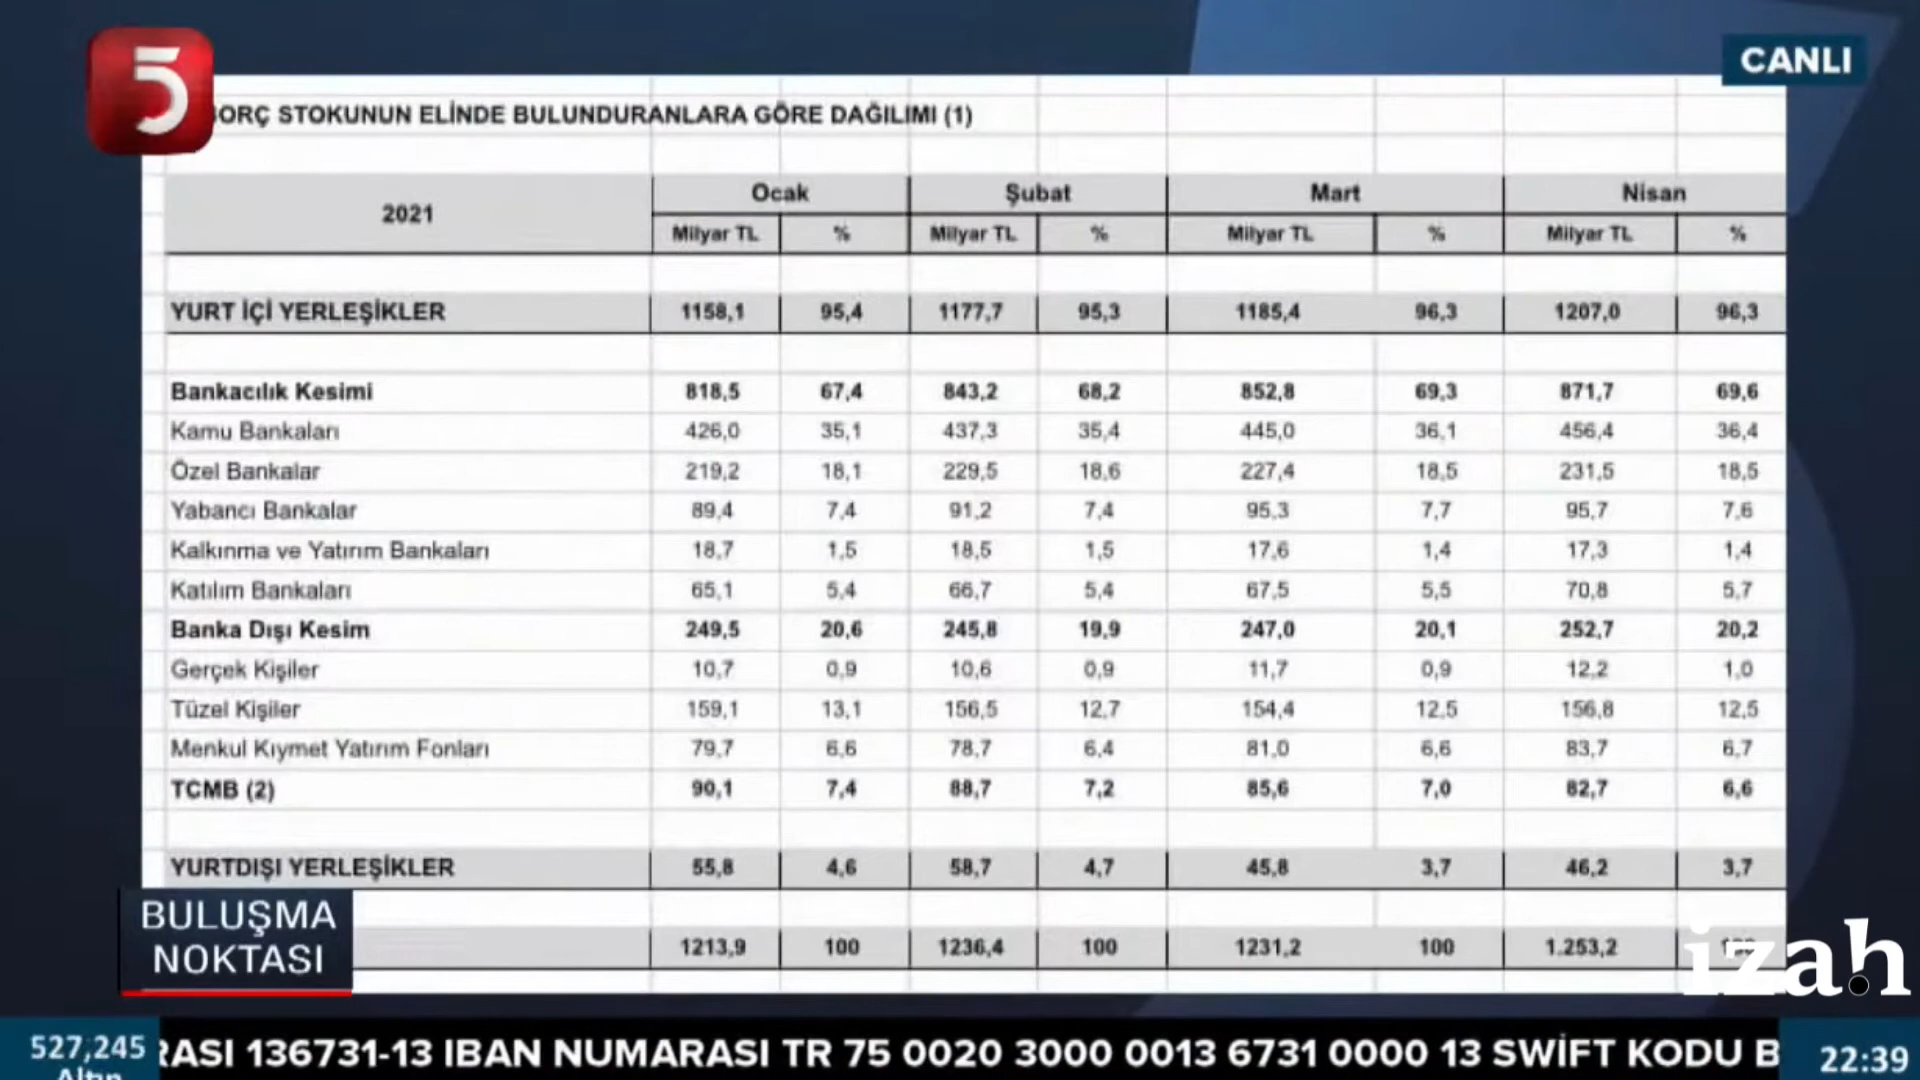 5
CANLI
ORÇ STOKUNUN ELİNDE BULUNDURANLARA GÖRE DAĞILIMI (1)
2021 Ocak Şubat Mart Nisan
Milyar TL % Milyar TL % Milyar TL % Milyar TL %
YURT İÇİ YERLEŞİKLER 1158,1 95,4 1177,7 95,3 1185,4 96,3 1207,0 96,3
Bankacılık Kesimi 818,5 67,4 843,2 68,2 852,8 69,3 871,7 69,6
Kamu Bankaları 426,0 35,1 437,3 35,4 445,0 36,1 456,4 36,4
Özel Bankalar 219,2 18,1 229,5 18,6 227,4 18,5 231,5 18,5
Yabancı Bankalar 89,4 7,4 91,2 7,4 95,3 7,7 95,7 7,6
Kalkınma ve Yatırım Bankaları 18,7 1,5 18,5 1,5 17,6 1,4 17,3 1,4
Katılım Bankaları 65,1 5,4 66,7 5,4 67,5 5,5 70,8 5,7
Banka Dışı Kesim 249,5 20,6 245,8 19,9 247,0 20,1 252,7 20,2
Gerçek Kişiler 10,7 0,9 10,6 0,9 11,7 0,9 12,2 1,0
Tüzel Kişiler 159,1 13,1 156,5 12,7 154,4 12,5 156,8 12,5
Menkul Kıymet Yatırım Fonları 79,7 6,6 78,7 6,4 81,0 6,6 83,7 6,7
TCMB (2) 90,1 7,4 88,7 7,2 85,6 7,0 82,7 6,6
YURTDIŞI YERLEŞİKLER 55,8 4,6 58,7 4,7 45,8 3,7 46,2 3,7
1213,9 100 1236,4 100 1231,2 100 1.253,2
BULUŞMA
NOKTASI
izah
527,245
Altın
RASI 136731-13 IBAN NUMARASI TR 75 0020 3000 0013 6731 0000 13 SWİFT KODU B
22:39